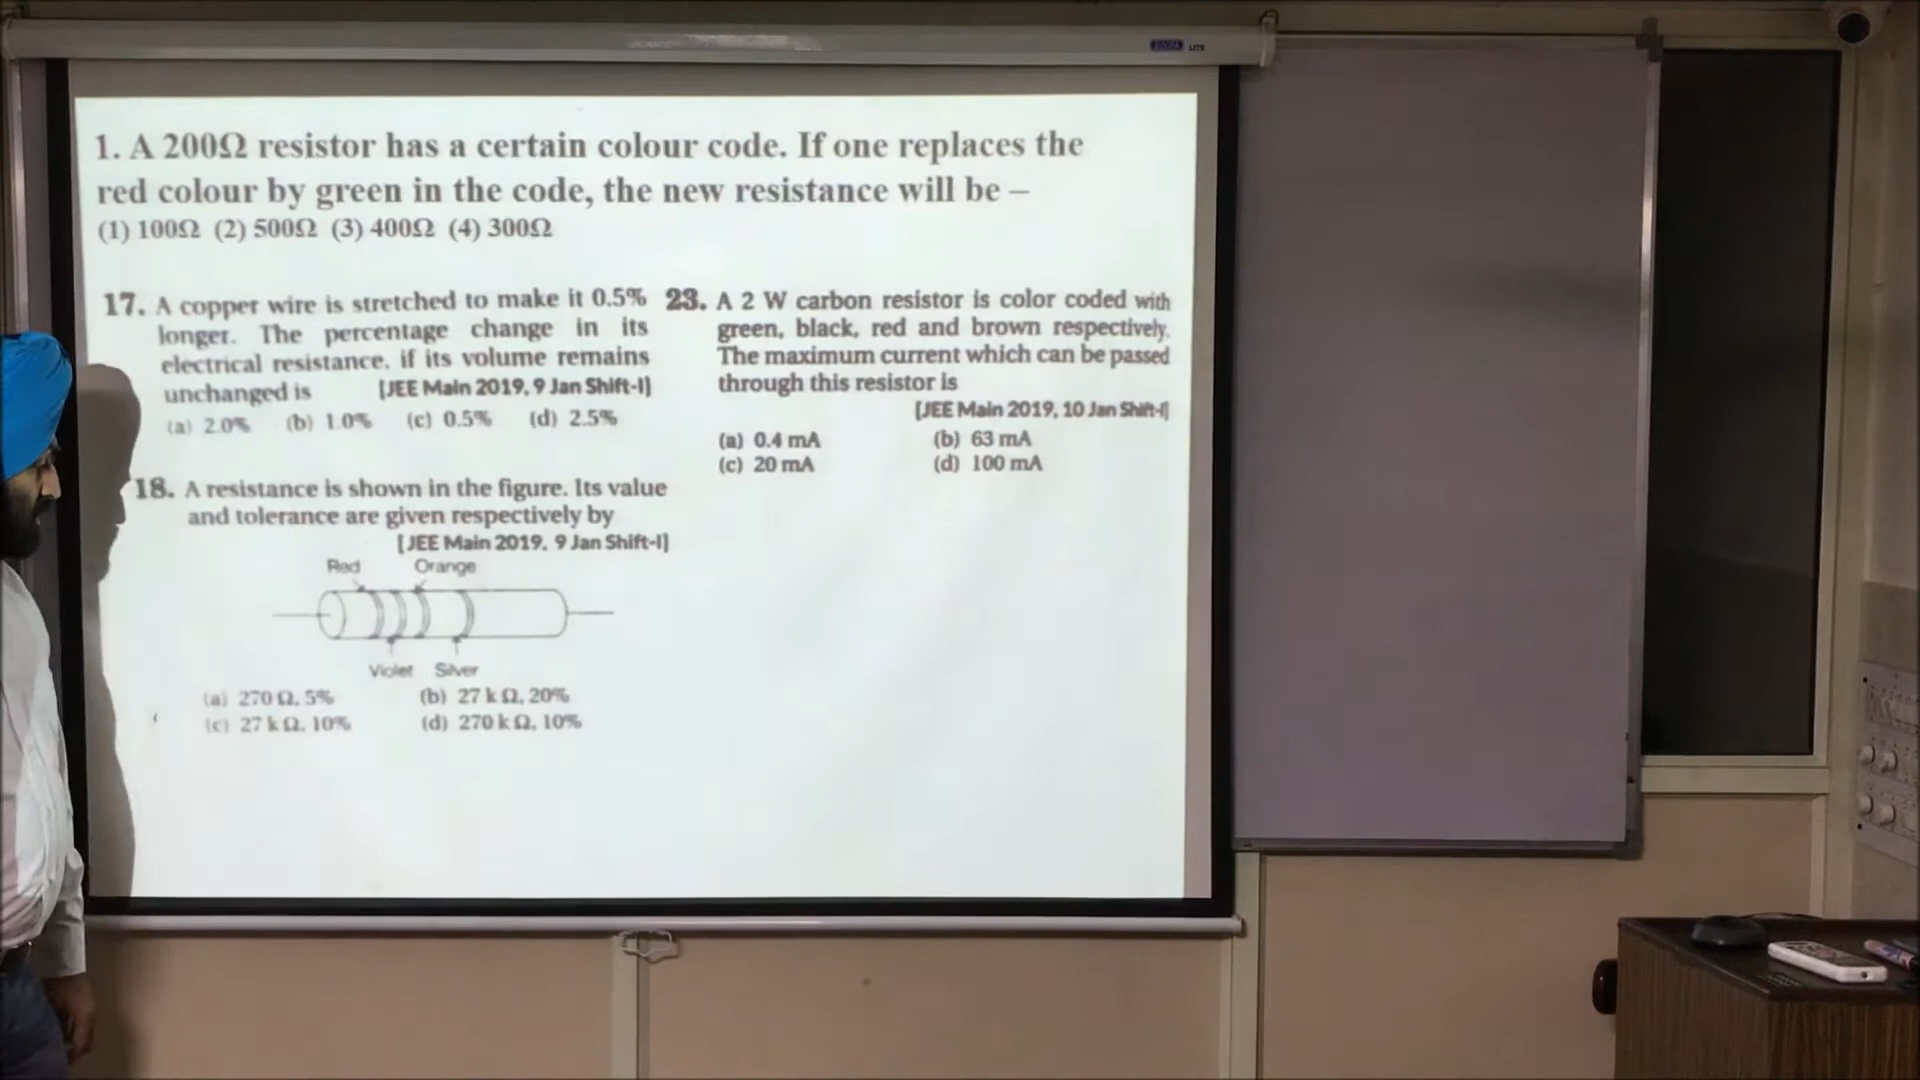 LITE
1. A 200Ω resistor has a certain colour code. If one replaces the
red colour by green in the code, the new resistance will be –
(1) 100Ω (2) 500Ω (3) 400Ω (4) 300Ω
17. A copper wire is stretched to make it 0.5%
longer. The percentage change in its
electrical resistance, if its volume remains
unchanged is [JEE Main 2019, 9 Jan Shift-I]
(a) 2.0% (b) 1.0% (c) 0.5% (d) 2.5%
18. A resistance is shown in the figure. Its value
and tolerance are given respectively by
[JEE Main 2019, 9 Jan Shift-I]
Red Orange
Violet Silver
(a) 270 Ω, 5% (b) 27 k Ω, 20%
(c) 27 k Ω, 10% (d) 270 k Ω, 10%
23. A 2 W carbon resistor is color coded with
green, black, red and brown respectively.
The maximum current which can be passed
through this resistor is
[JEE Main 2019, 10 Jan Shift-I]
(a) 0.4 mA (b) 63 mA
(c) 20 mA (d) 100 mA